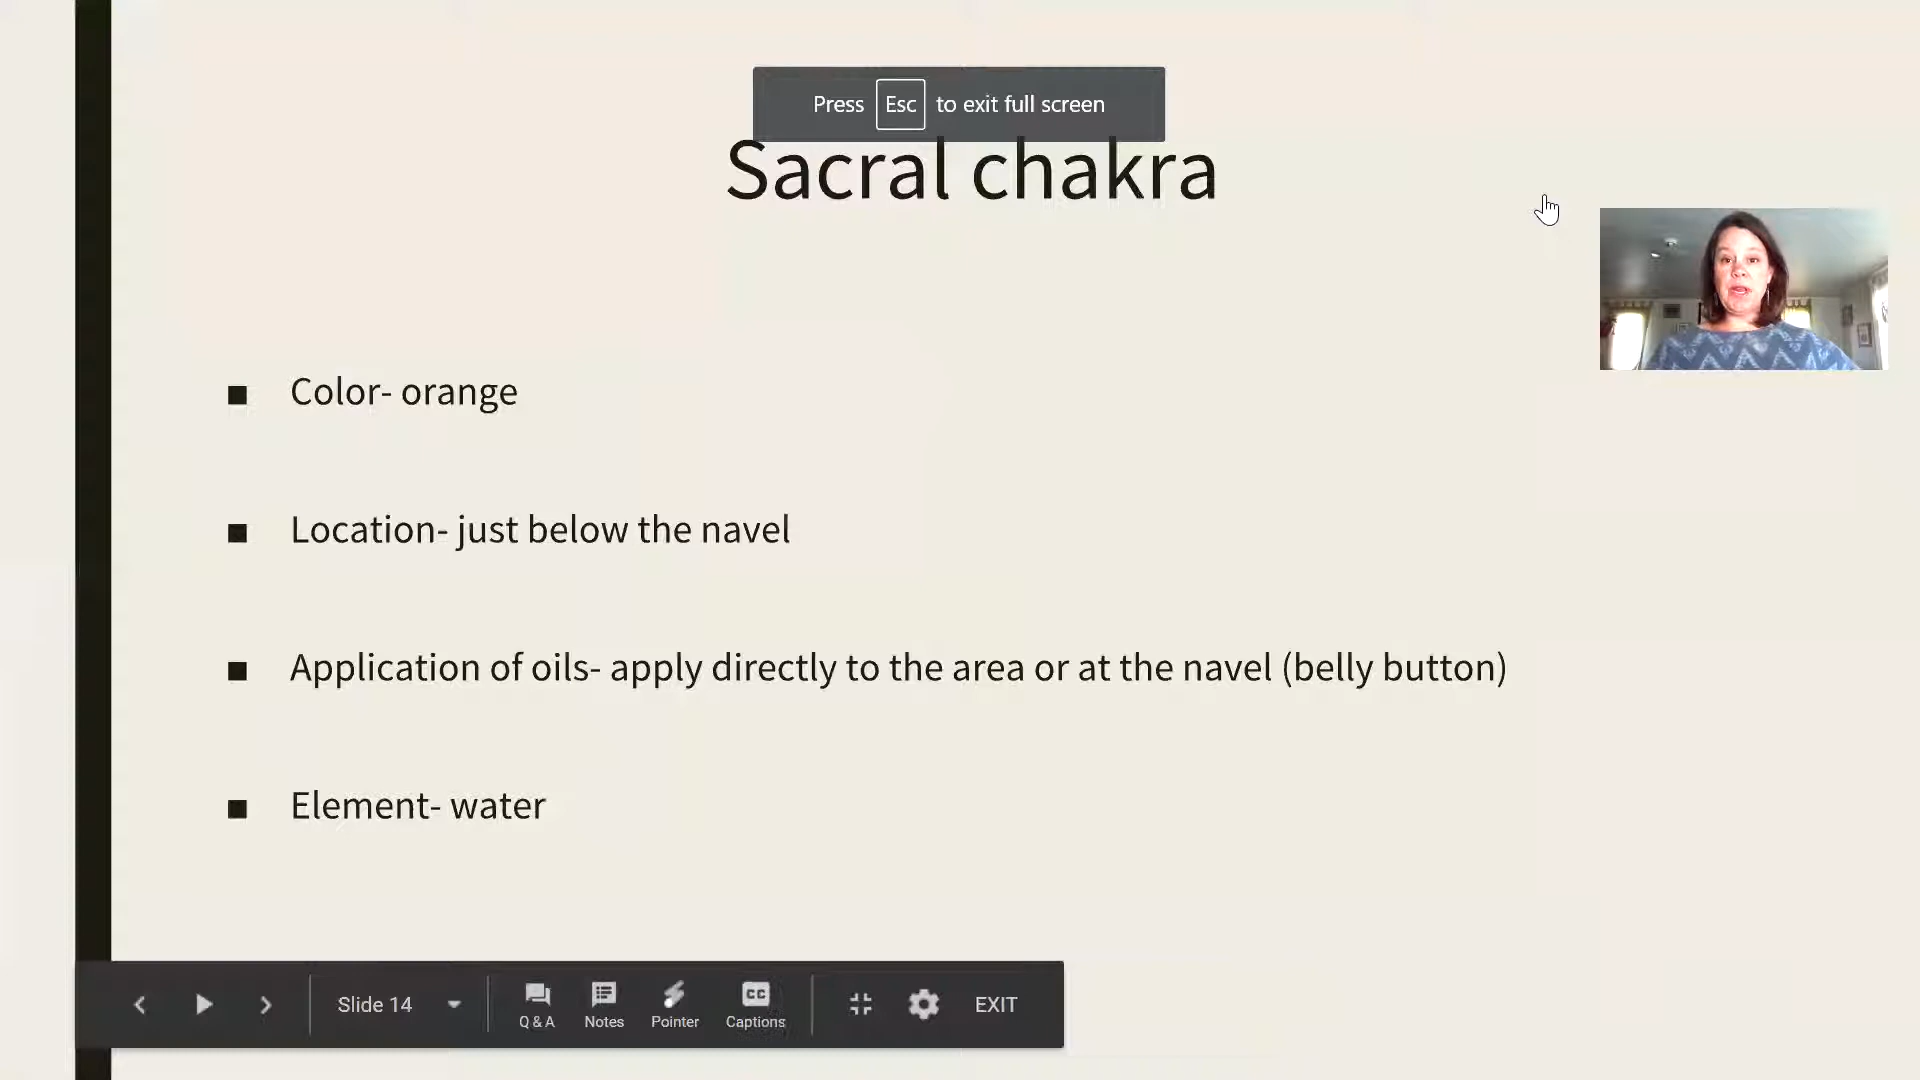 Press Esc to exit full screen
Sacral chakra
■ Color- orange
■ Location- just below the navel
■ Application of oils- apply directly to the area or at the navel (belly button)
■ Element- water
Slide 14
Q & A
Notes
Pointer
CC
Captions
EXIT